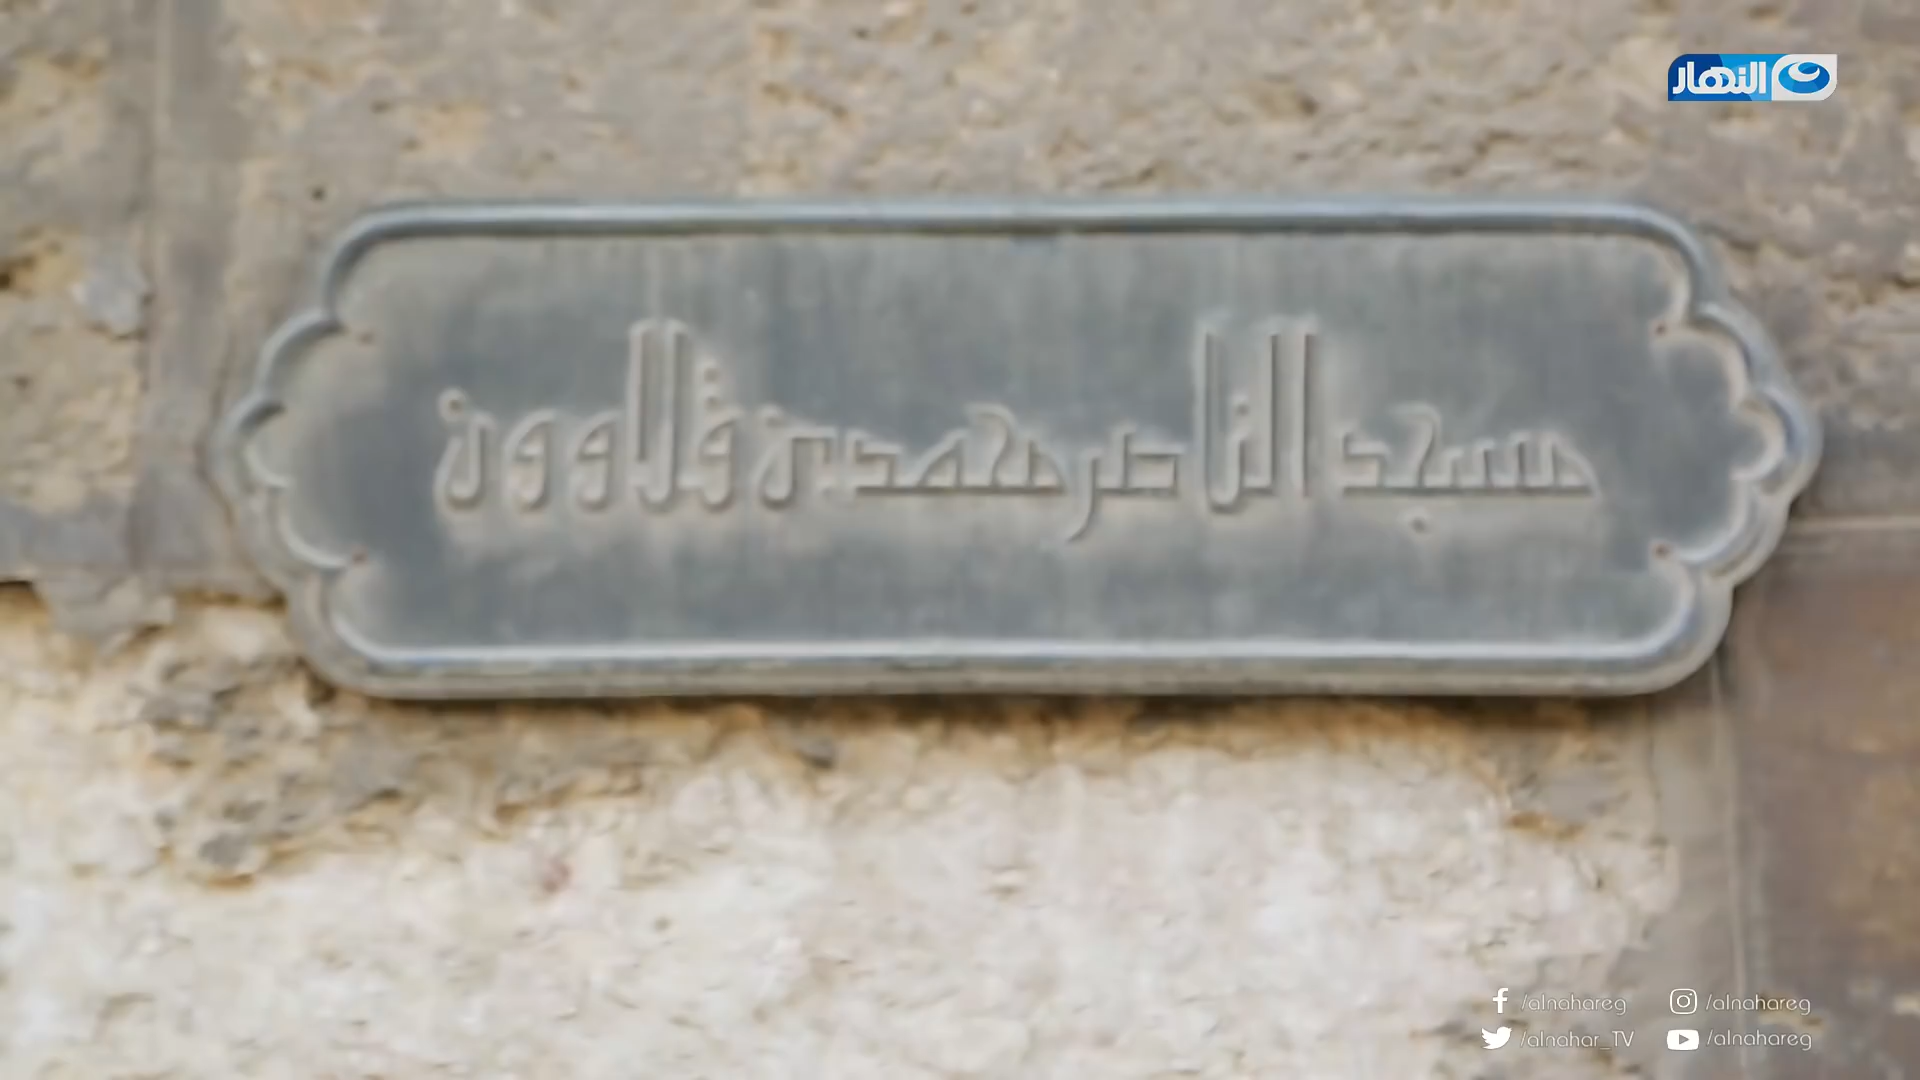 النهار
مسجد الناصر محمد بن قلاوون
/alnahareg
/alnahareg
/alnahar_TV
/alnahareg